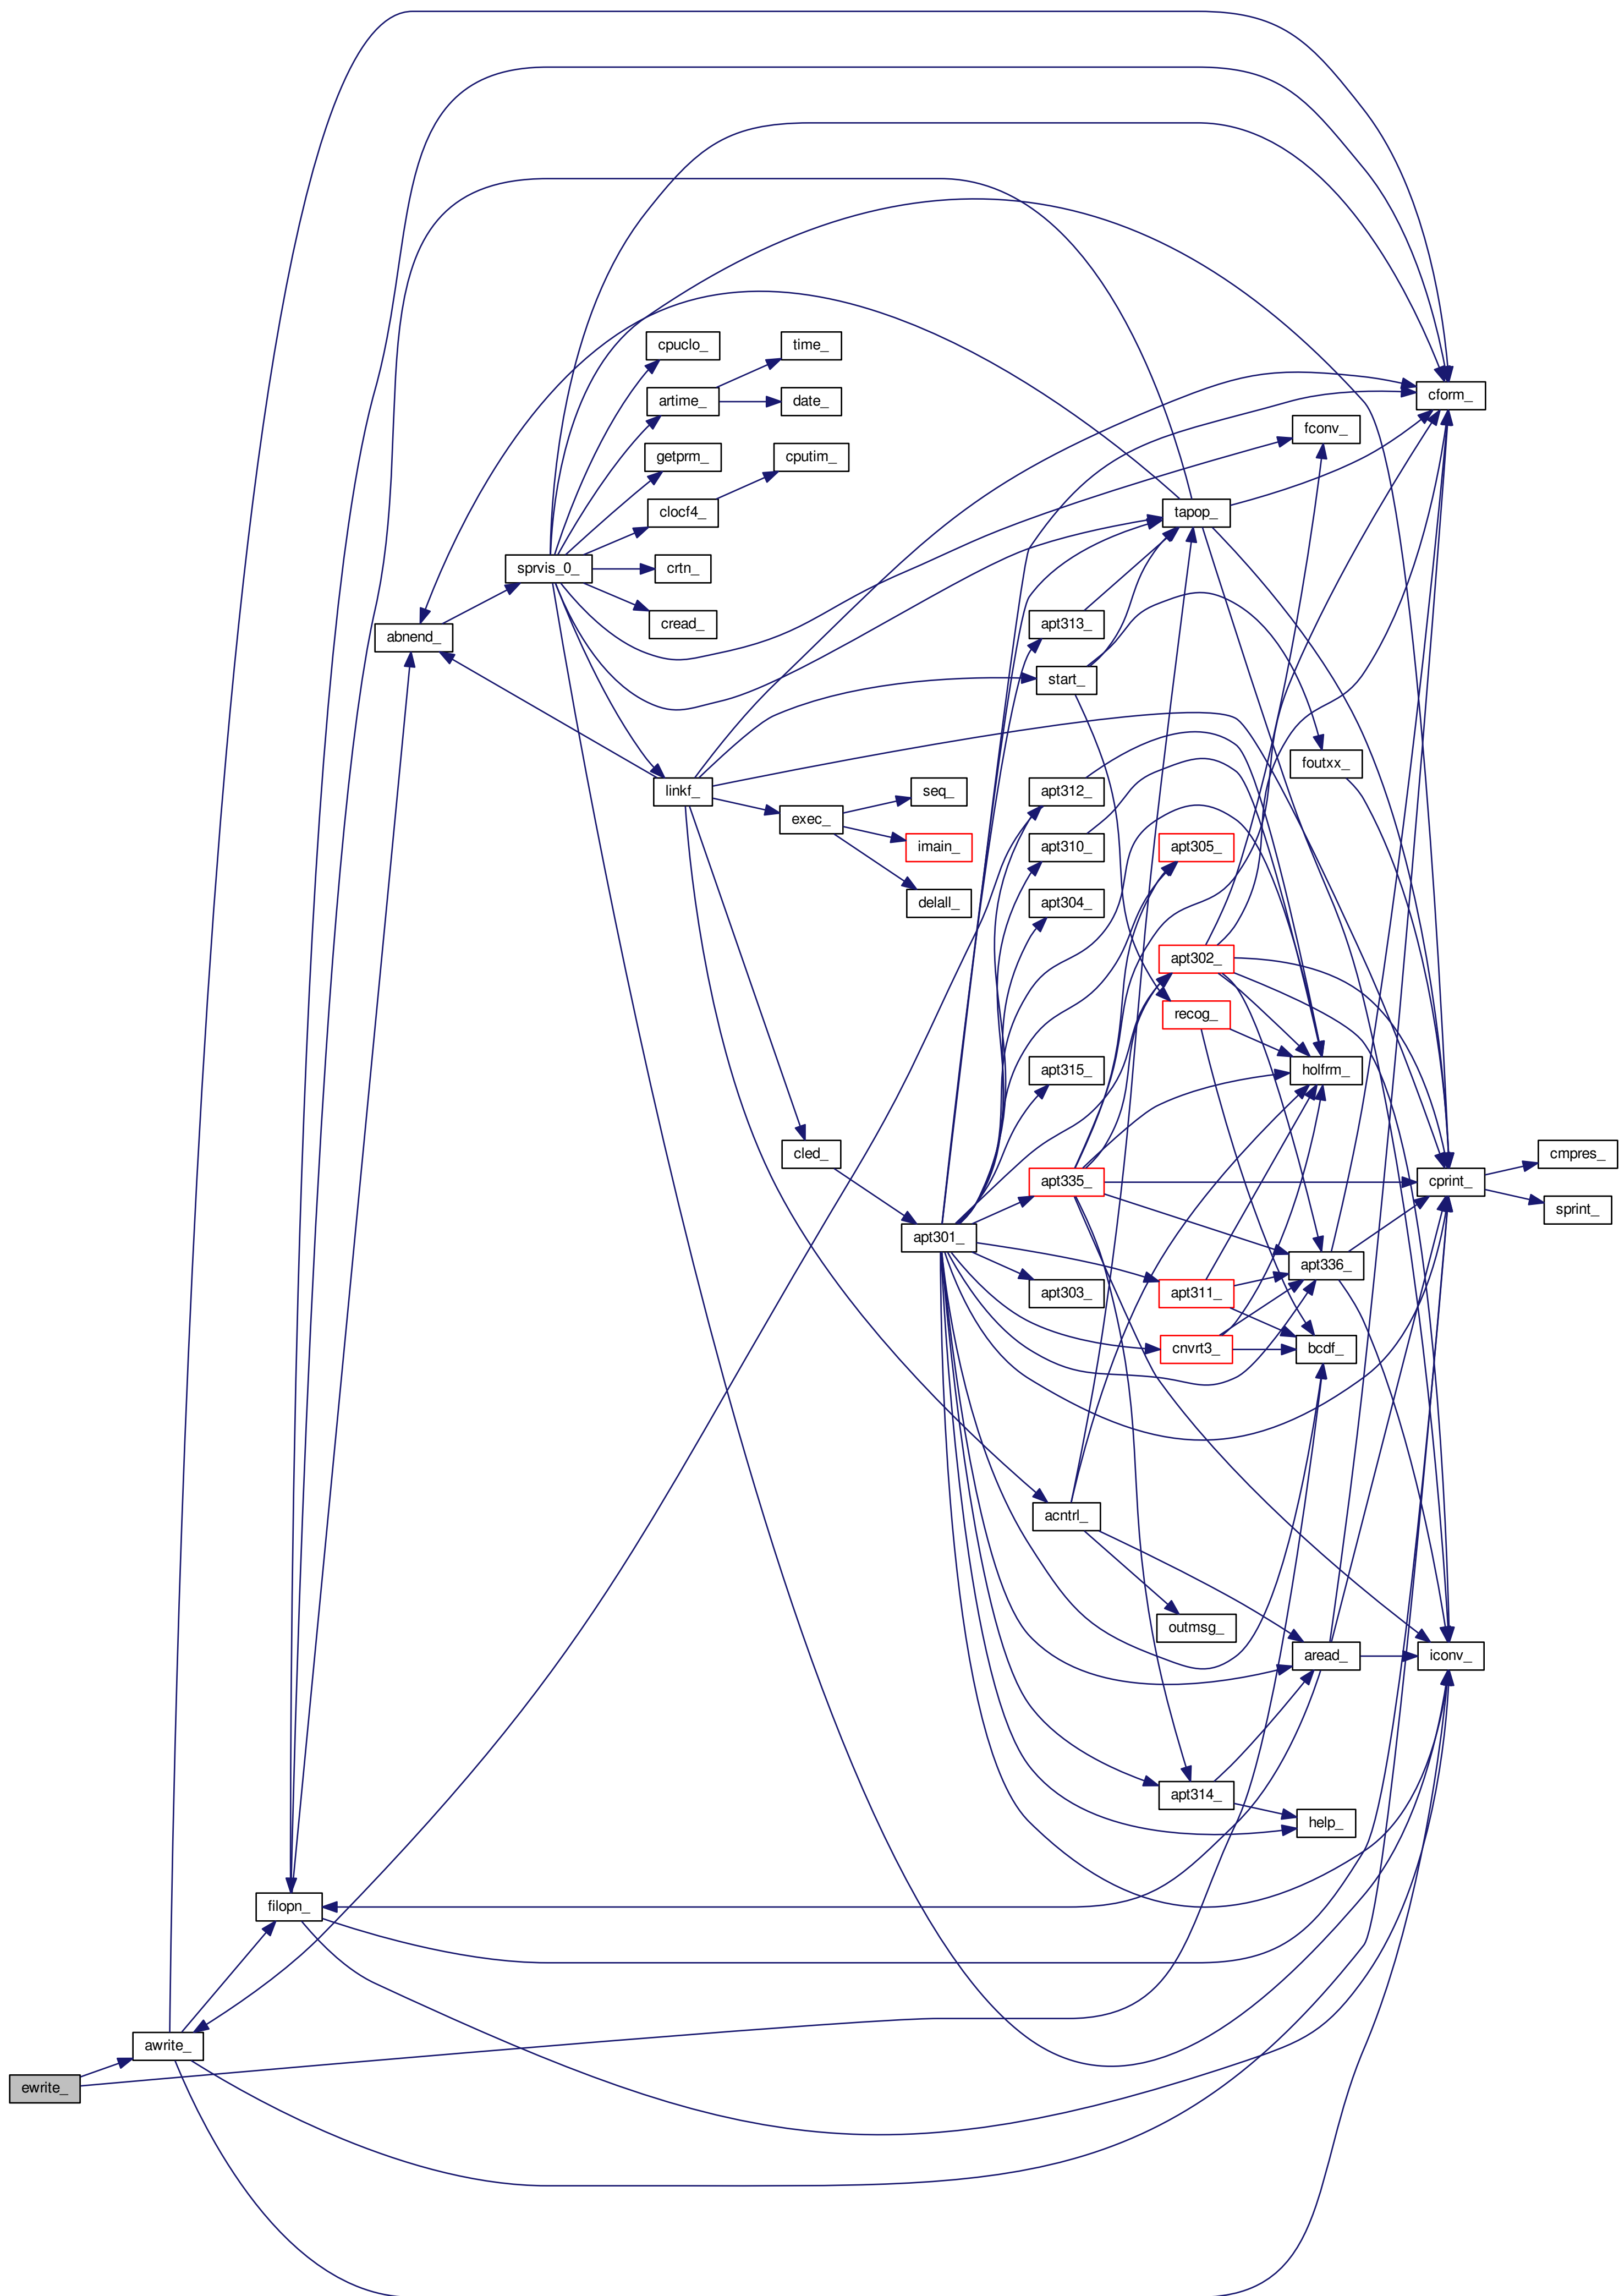 cpuclo_
time_
artime_
date_
cform_
fconv_
getprm_
cputim_
clocf4_
tapop_
sprvis_0_
crtn_
cread_
apt313_
abnend_
start_
foutxx_
linkf_
seq_
apt312_
exec_
imain_
apt310_
apt305_
delall_
apt304_
apt302_
recog_
apt315_
holfrm_
cled_
cmpres_
apt335_
cprint_
sprint_
apt301_
apt336_
apt303_
apt311_
cnvrt3_
bcdf_
acntrl_
outmsg_
aread_
iconv_
apt314_
help_
filopn_
awrite_
ewrite_